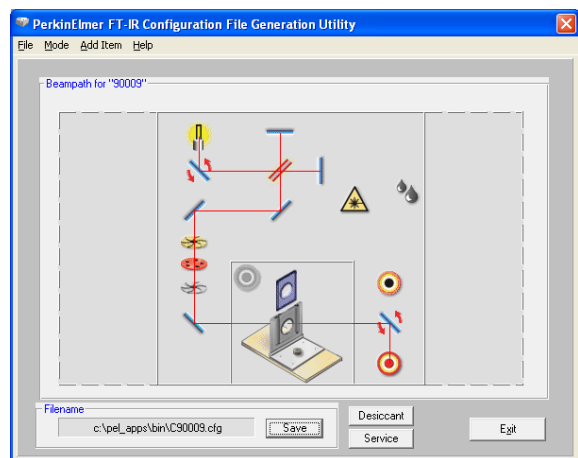 PerkinElmer FT-IR Configuration File Generation Utility
File Mode Add Item Help
Beampath for "90009"
Filename
c:\pel_apps\bin\C90009.cfg
Save
Desiccant
Service
Exit